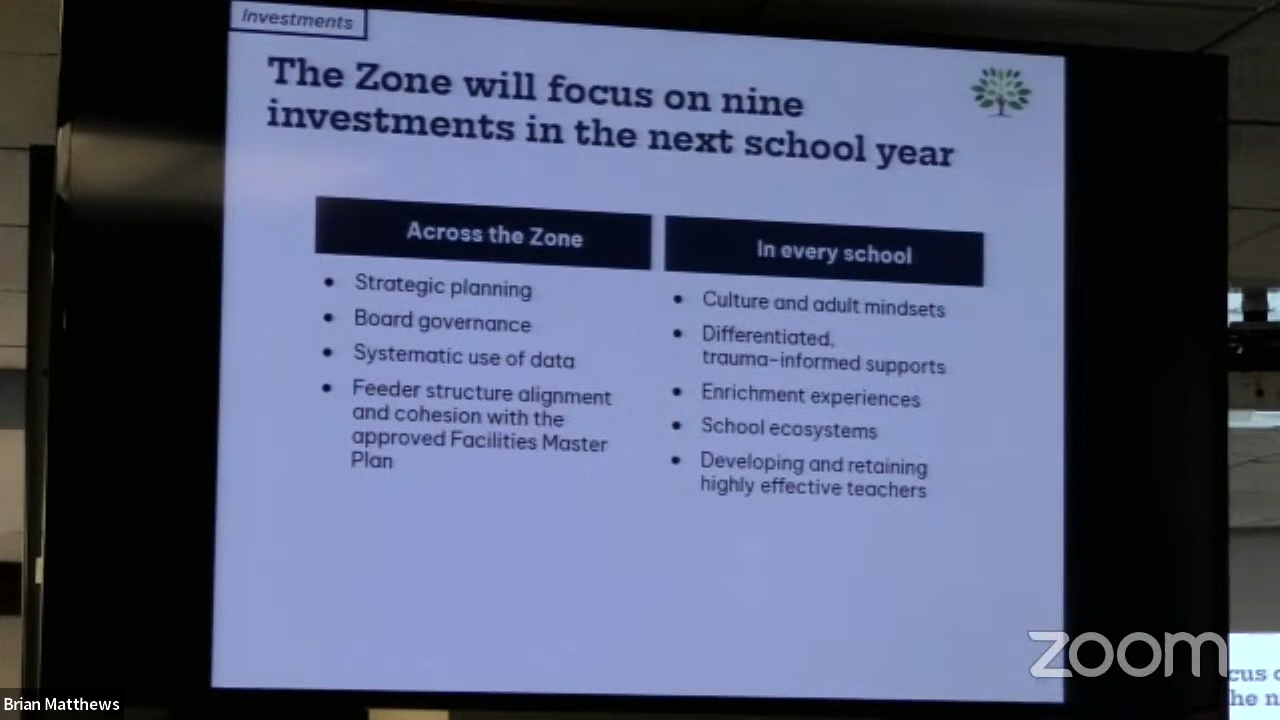 Investments
The Zone will focus on nine
investments in the next school year
Across the Zone
• Strategic planning
• Board governance
• Systematic use of data
• Feeder structure alignment
and cohesion with the
approved Facilities Master
Plan
In every school
• Culture and adult mindsets
• Differentiated,
trauma-informed supports
• Enrichment experiences
• School ecosystems
• Developing and retaining
highly effective teachers
zoom
Brian Matthews